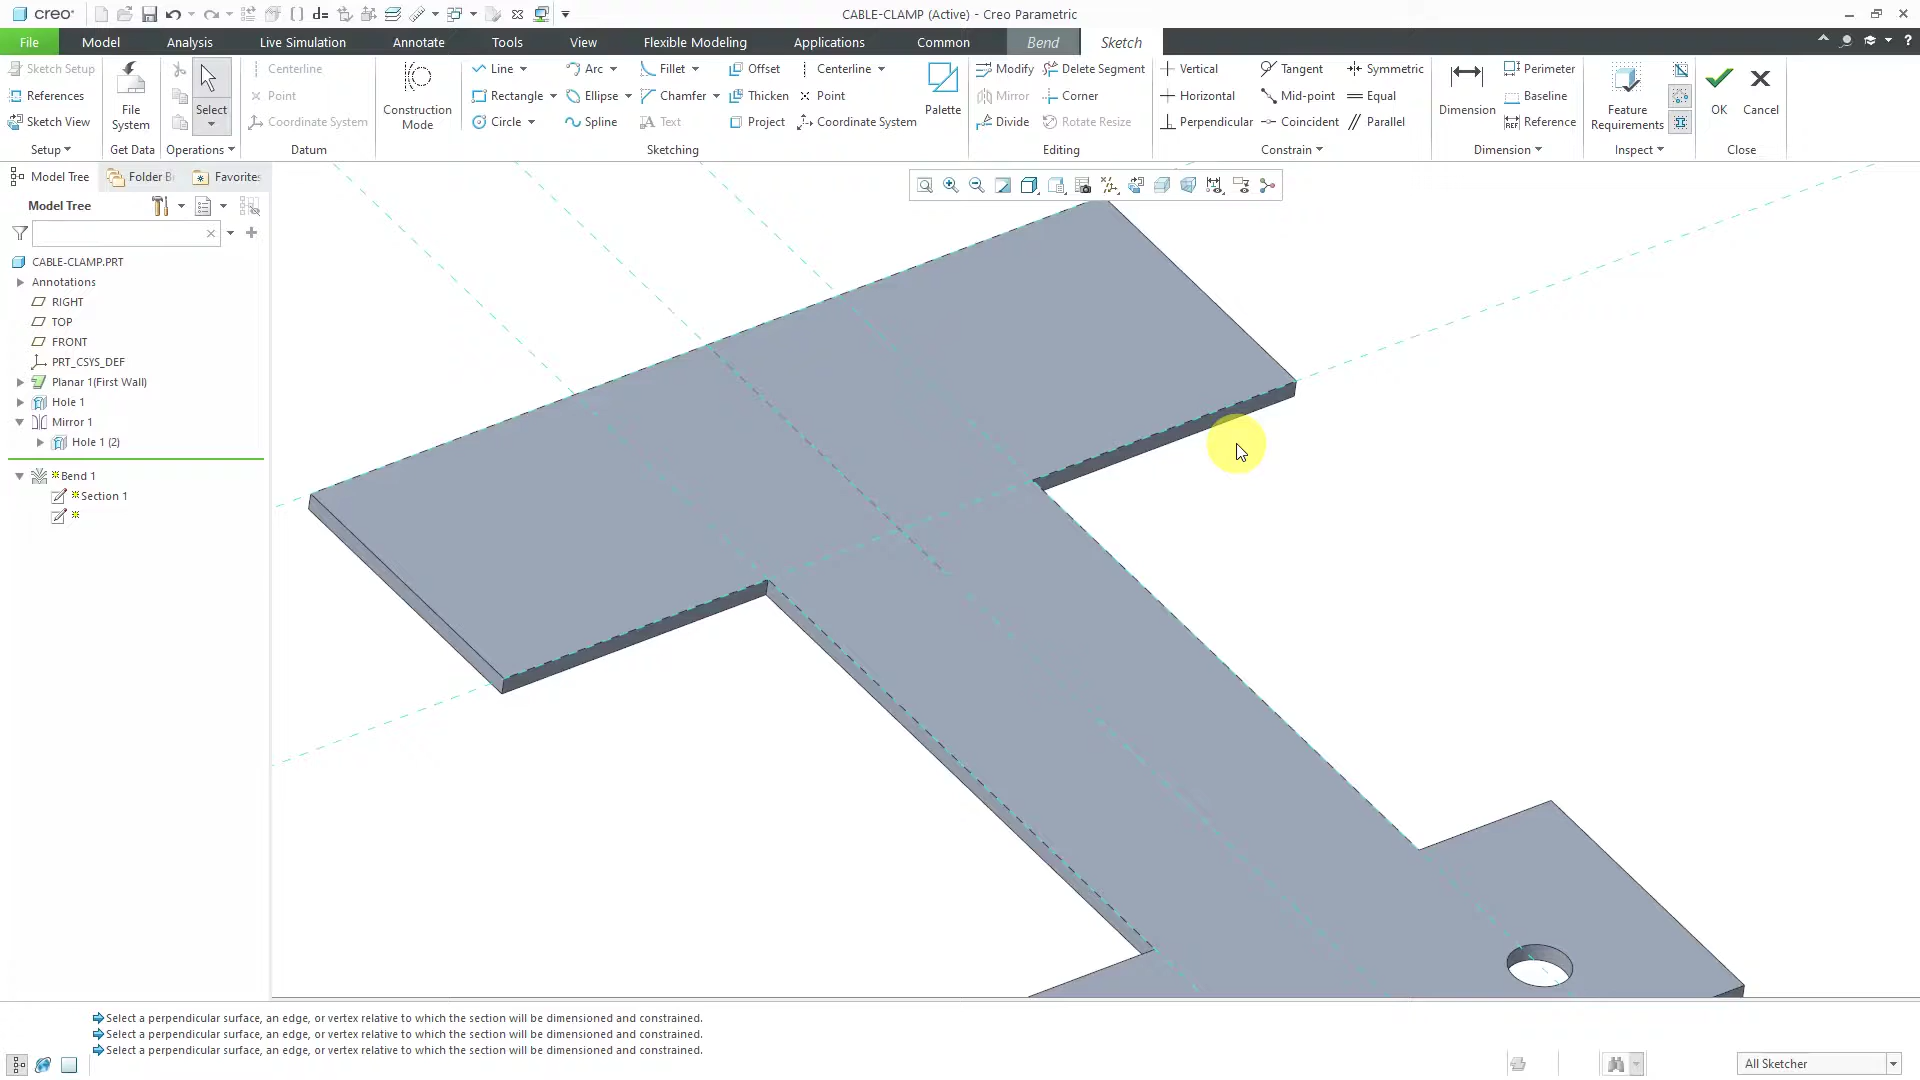 creo
CABLE-CLAMP (Active) - Creo Parametric
File Model Analysis Live Simulation Annotate Tools View Flexible Modeling Applications Common Bend Sketch
Sketch Setup
References
Sketch View
Setup
File System
Get Data
Select
Operations
Centerline
Point
Coordinate System
Datum
Construction Mode
Line Arc Fillet Offset Centerline
Rectangle Ellipse Chamfer Thicken Point
Circle Spline Text Project Coordinate System
Palette
Sketching
Modify Delete Segment
Mirror Corner
Divide Rotate Resize
Editing
Vertical Tangent Symmetric
Horizontal Mid-point Equal
Perpendicular Coincident Parallel
Constrain
Dimension
Perimeter
Baseline
REF Reference
Dimension
Feature Requirements
Inspect
OK Cancel
Close
Model Tree Folder B Favorites
Model Tree
CABLE-CLAMP.PRT
Annotations
RIGHT
TOP
FRONT
PRT_CSYS_DEF
Planar 1(First Wall)
Hole 1
Mirror 1
Hole 1 (2)
Bend 1
Section 1
Select a perpendicular surface, an edge, or vertex relative to which the section will be dimensioned and constrained.
Select a perpendicular surface, an edge, or vertex relative to which the section will be dimensioned and constrained.
Select a perpendicular surface, an edge, or vertex relative to which the section will be dimensioned and constrained.
All Sketcher